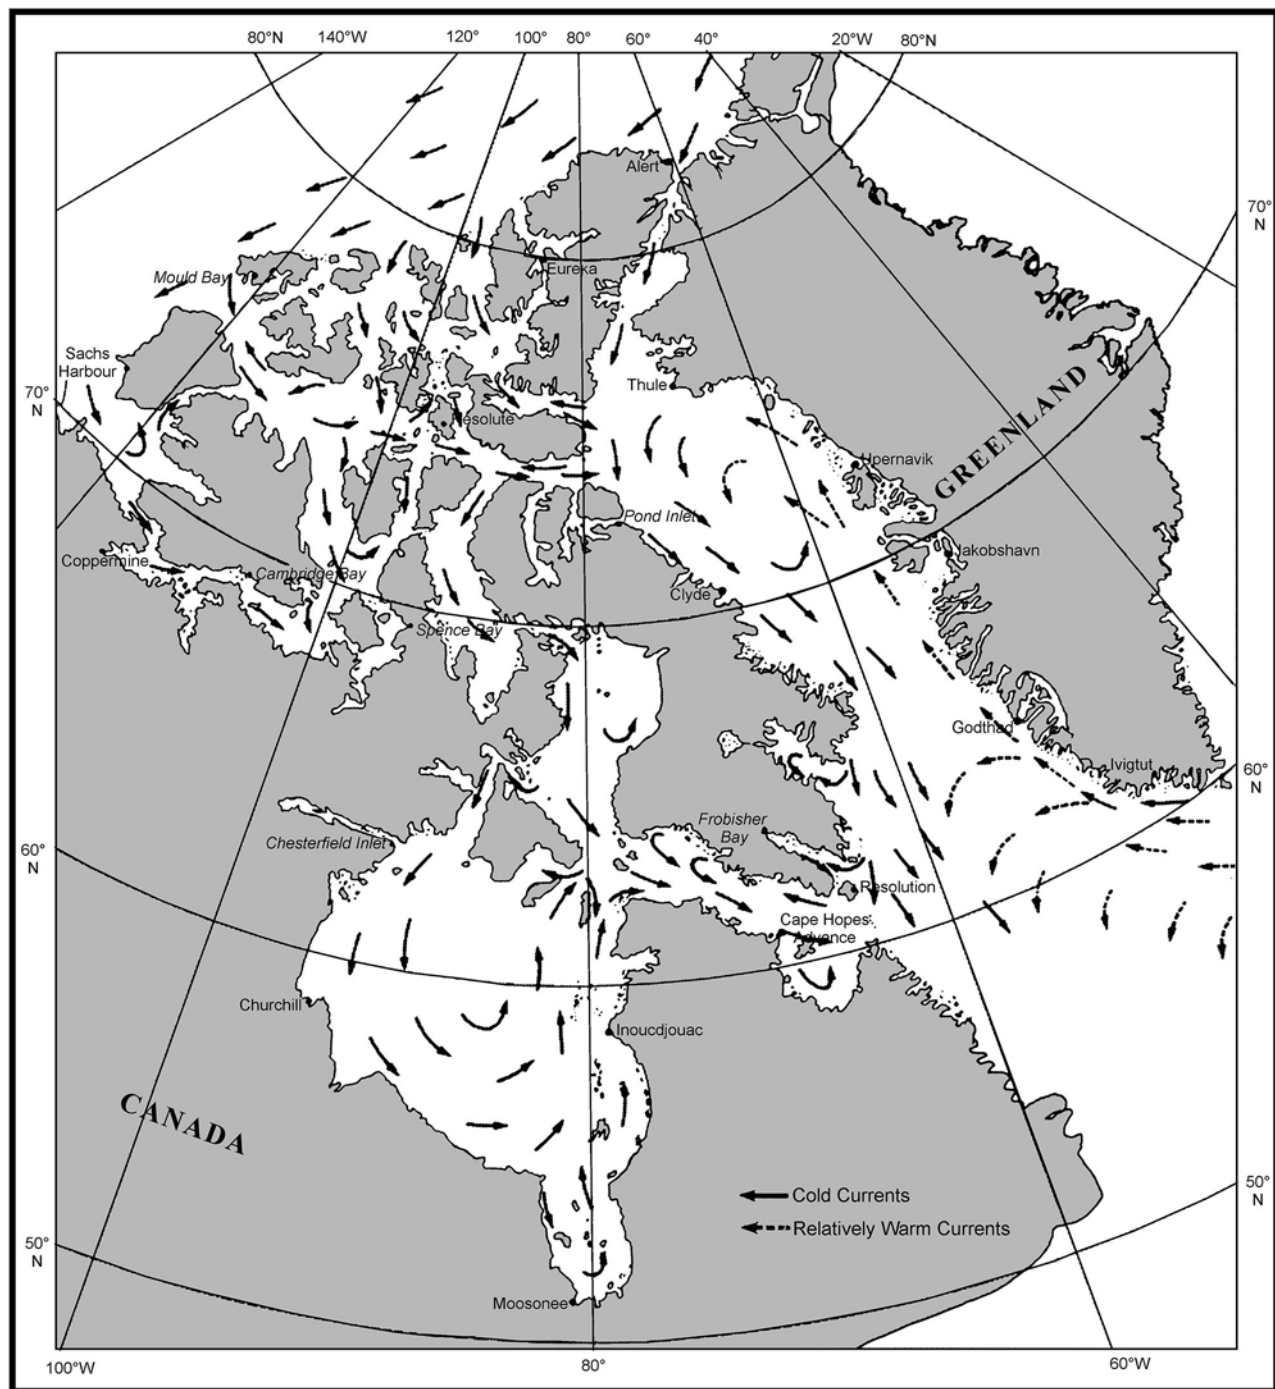 80°N 140°W 120° 100° 80° 60° 40° 20°W 80°N
Alert
70°
N
Eureka
Mould Bay
Sachs
Harbour
Thule
70°
N
Resolute
GREENLAND
Upernavik
Pond Inlet
Jakobshavn
Coppermine
Cambridge Bay
Clyde
Spence Bay
Godthad
Ivigtut
60°
N
Frobisher
Bay
Chesterfield Inlet
60°
N
Resolution
Cape Hopes
Advence
Churchill
Inoucdjouac
CANADA
Cold Currents
50°
N
Relatively Warm Currents
50°
N
Moosonee
100°W 80° 60°W